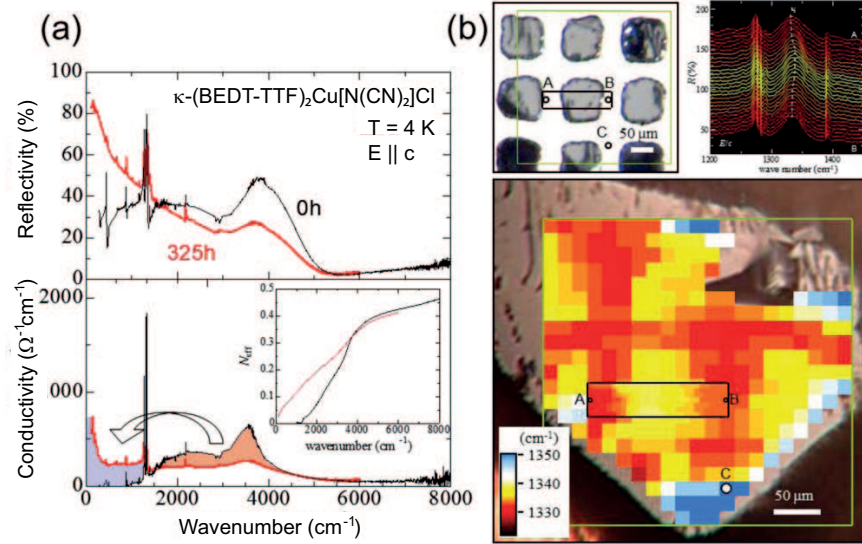 (a)
Reflectivity (%)
100
80
60
40
20
0
κ-(BEDT-TTF)₂Cu[N(CN)₂]Cl
T = 4 K
E || c
0h
325h
Conductivity (Ω⁻¹cm⁻¹)
2000
000
0
0.5
0.4
0.3
0.2
0.1
0
N_eff
0 2000 4000 6000 8000
wavenumber (cm⁻¹)
0 2000 4000 6000 8000
Wavenumber (cm⁻¹)
(b)
A
B
C
50 μm
R(%)
200
150
100
50
A
B
E//c
1200 1300 1400
wave number (cm⁻¹)
A
B
C
(cm⁻¹)
1350
1340
1330
50 μm